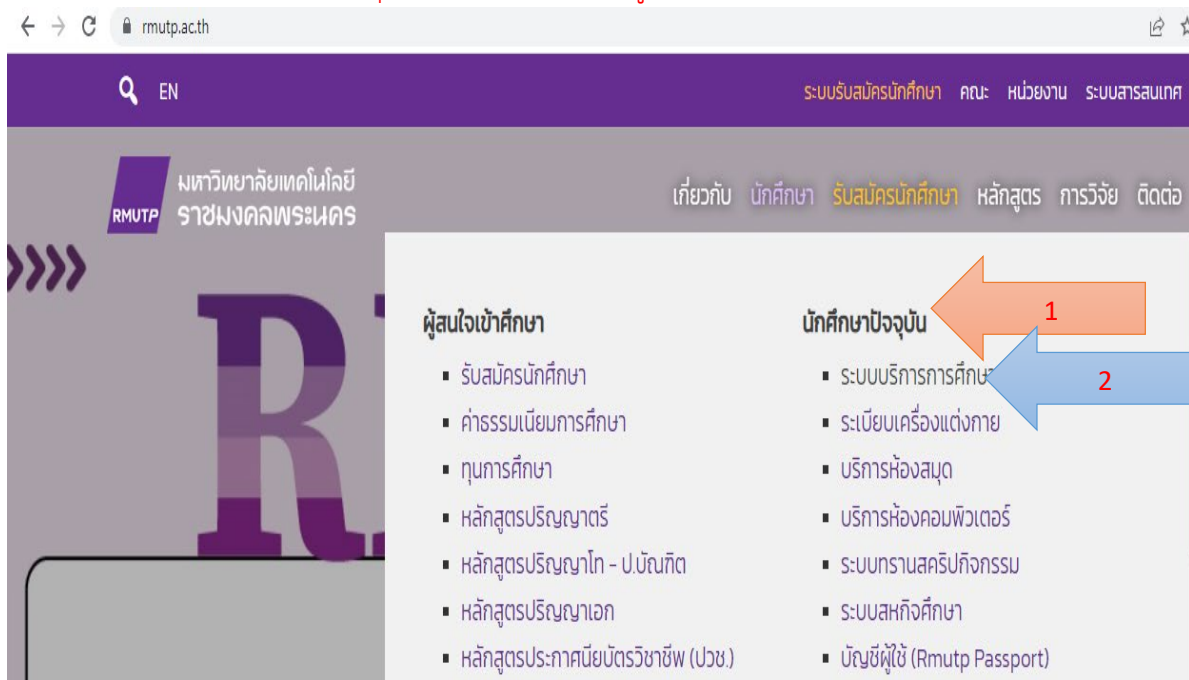 rmutp.ac.th
EN
ระบบรับสมัครนักศึกษา คณะ หน่วยงาน ระบบสารสนเทศ
มหาวิทยาลัยเทคโนโลยี
ราชมงคลพระนคร
RMUTP
เกี่ยวกับ นักศึกษา รับสมัครนักศึกษา หลักสูตร การวิจัย ติดต่อ
ผู้สนใจเข้าศึกษา
รับสมัครนักศึกษา
ค่าธรรมเนียมการศึกษา
ทุนการศึกษา
หลักสูตรปริญญาตรี
หลักสูตรปริญญาโท - ป.บัณฑิต
หลักสูตรปริญญาเอก
หลักสูตรประกาศนียบัตรวิชาชีพ (ปวช.)
นักศึกษาปัจจุบัน
1
ระบบบริการการศึกษา
2
ระเบียบเครื่องแต่งกาย
บริการห้องสมุด
บริการห้องคอมพิวเตอร์
ระบบทรานสคริปกิจกรรม
ระบบสหกิจศึกษา
บัญชีผู้ใช้ (Rmutp Passport)